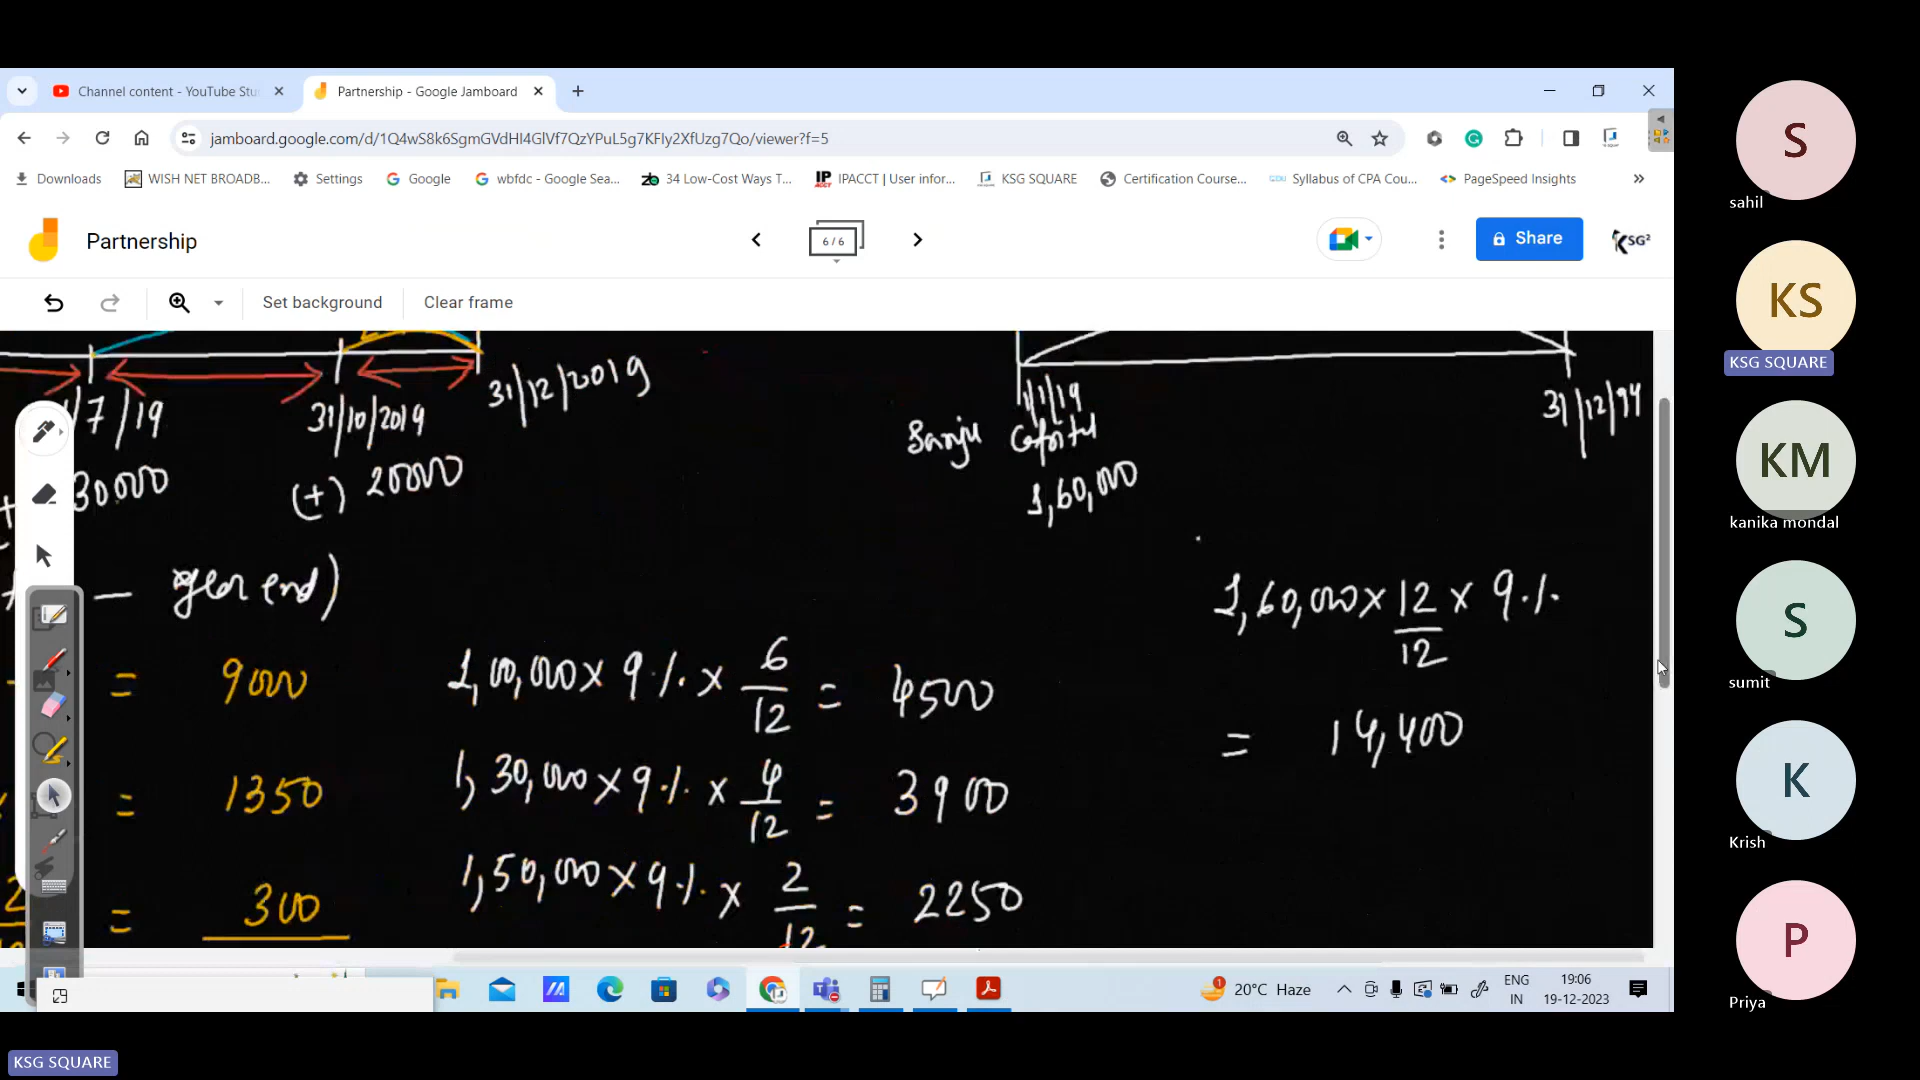 Channel content - YouTube Stu
Partnership - Google Jamboard
jamboard.google.com/d/1Q4wS8k6SgmGVdHI4GlVf7QzYPuL5g7KFIy2XfUzg7Qo/viewer?f=5
Downloads
WISH NET BROADB...
Settings
Google
wbfdc - Google Sea...
34 Low-Cost Ways T...
IPACCT | User infor...
KSG SQUARE
Certification Course...
Syllabus of CPA Cou...
PageSpeed Insights
Partnership
6 / 6
Share
KSG²
Set background
Clear frame
/7/19
31/10/2019
31/12/2019
30000
(+) 20000
1/1/19
Sanju Capital
1,60,000
31/12/94
— year end)
= 9000
= 1350
= 300
1,00,000 × 9% × 6/12 = 4500
1,30,000 × 9% × 4/12 = 3900
1,50,000 × 9% × 2/12 = 2250
1,60,000 × 12/12 × 9%
= 14,400
20°C Haze
ENG
IN
19:06
19-12-2023
S
sahil
KS
KSG SQUARE
KM
kanika mondal
S
sumit
K
Krish
P
Priya
KSG SQUARE